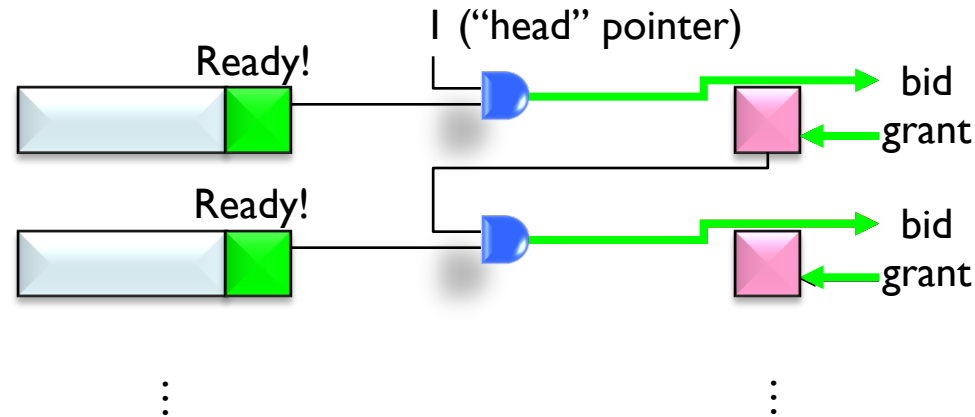 1 (“head” pointer)
Ready!
bid
grant
Ready!
bid
grant
⋮
⋮